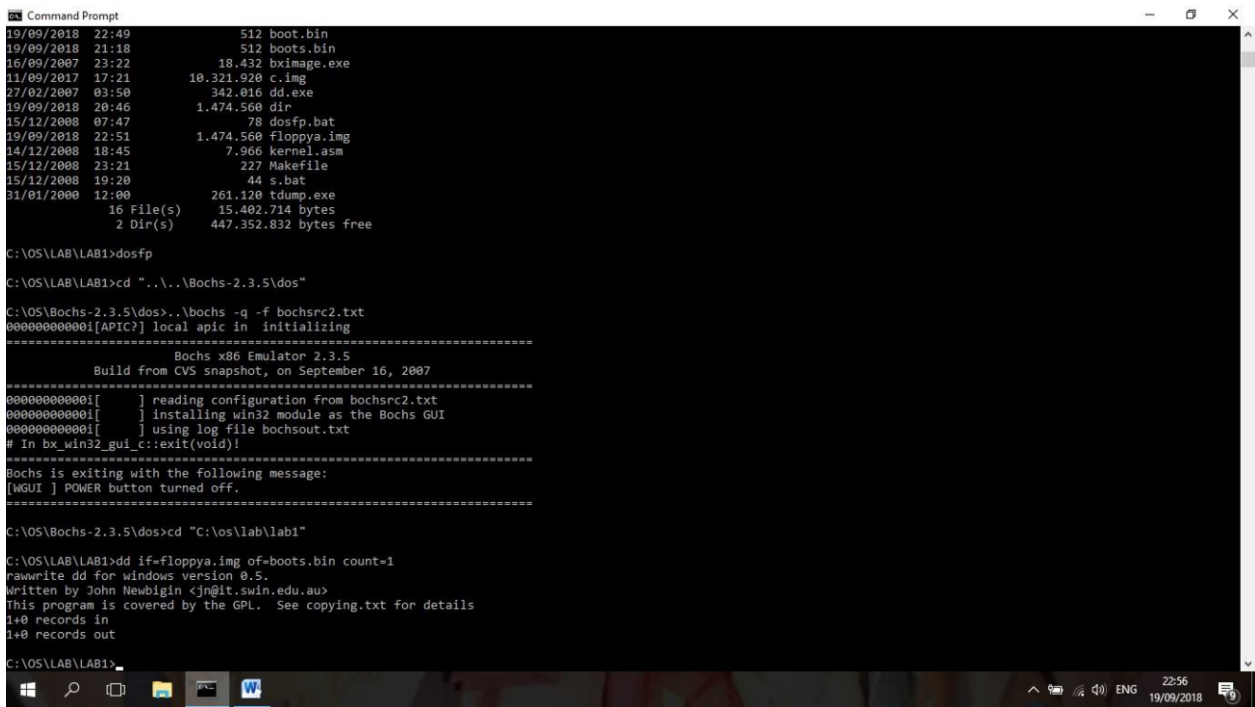 Command Prompt
19/09/2018 22:49 512 boot.bin
19/09/2018 21:18 512 boots.bin
16/09/2007 23:22 18.432 bximage.exe
11/09/2017 17:21 10.321.920 c.img
27/02/2007 03:50 342.016 dd.exe
19/09/2018 20:46 1.474.560 dir
15/12/2008 07:47 78 dosfp.bat
19/09/2018 22:51 1.474.560 floppya.img
14/12/2008 18:45 7.966 kernel.asm
15/12/2008 23:21 227 Makefile
15/12/2008 19:20 44 s.bat
31/01/2000 12:00 261.120 tdump.exe
16 File(s) 15.402.714 bytes
2 Dir(s) 447.352.832 bytes free
C:\OS\LAB\LAB1>dosfp
C:\OS\LAB\LAB1>cd "..\..\Bochs-2.3.5\dos"
C:\OS\Bochs-2.3.5\dos>..\bochs -q -f bochsrc2.txt
00000000000i[APIC?] local apic in initializing
========================================================================
Bochs x86 Emulator 2.3.5
Build from CVS snapshot, on September 16, 2007
========================================================================
00000000000i[ ] reading configuration from bochsrc2.txt
00000000000i[ ] installing win32 module as the Bochs GUI
00000000000i[ ] using log file bochsout.txt
# In bx_win32_gui_c::exit(void)!
========================================================================
Bochs is exiting with the following message:
[WGUI ] POWER button turned off.
========================================================================
C:\OS\Bochs-2.3.5\dos>cd "C:\os\lab\lab1"
C:\OS\LAB\LAB1>dd if=floppya.img of=boots.bin count=1
rawwrite dd for windows version 0.5.
Written by John Newbigin <jn@it.swin.edu.au>
This program is covered by the GPL. See copying.txt for details
1+0 records in
1+0 records out
C:\OS\LAB\LAB1>_
ENG 22:56
19/09/2018 9